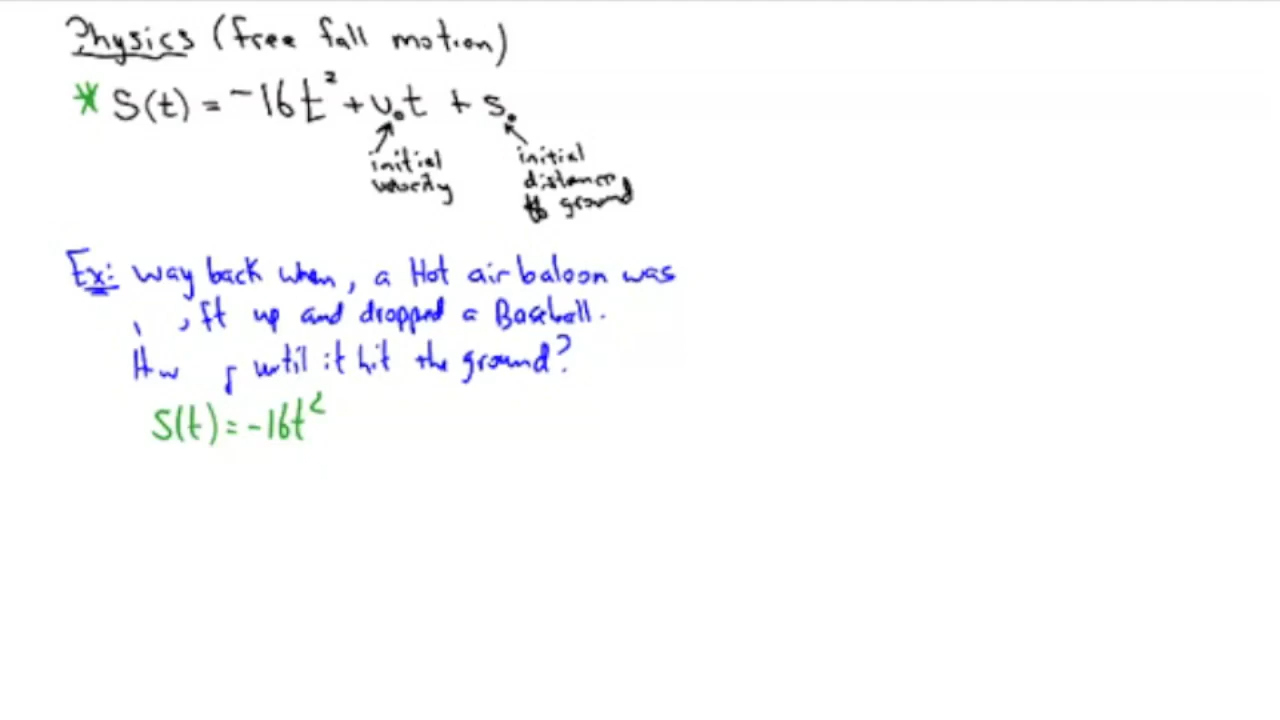 Physics (free fall motion)
* S(t) = -16t² + v₀t + s₀
initial velocity
initial distance to ground
Ex: way back when, a Hot air baloon was
ft up and dropped a Baseball.
until it hit the ground?
S(t) = -16t²